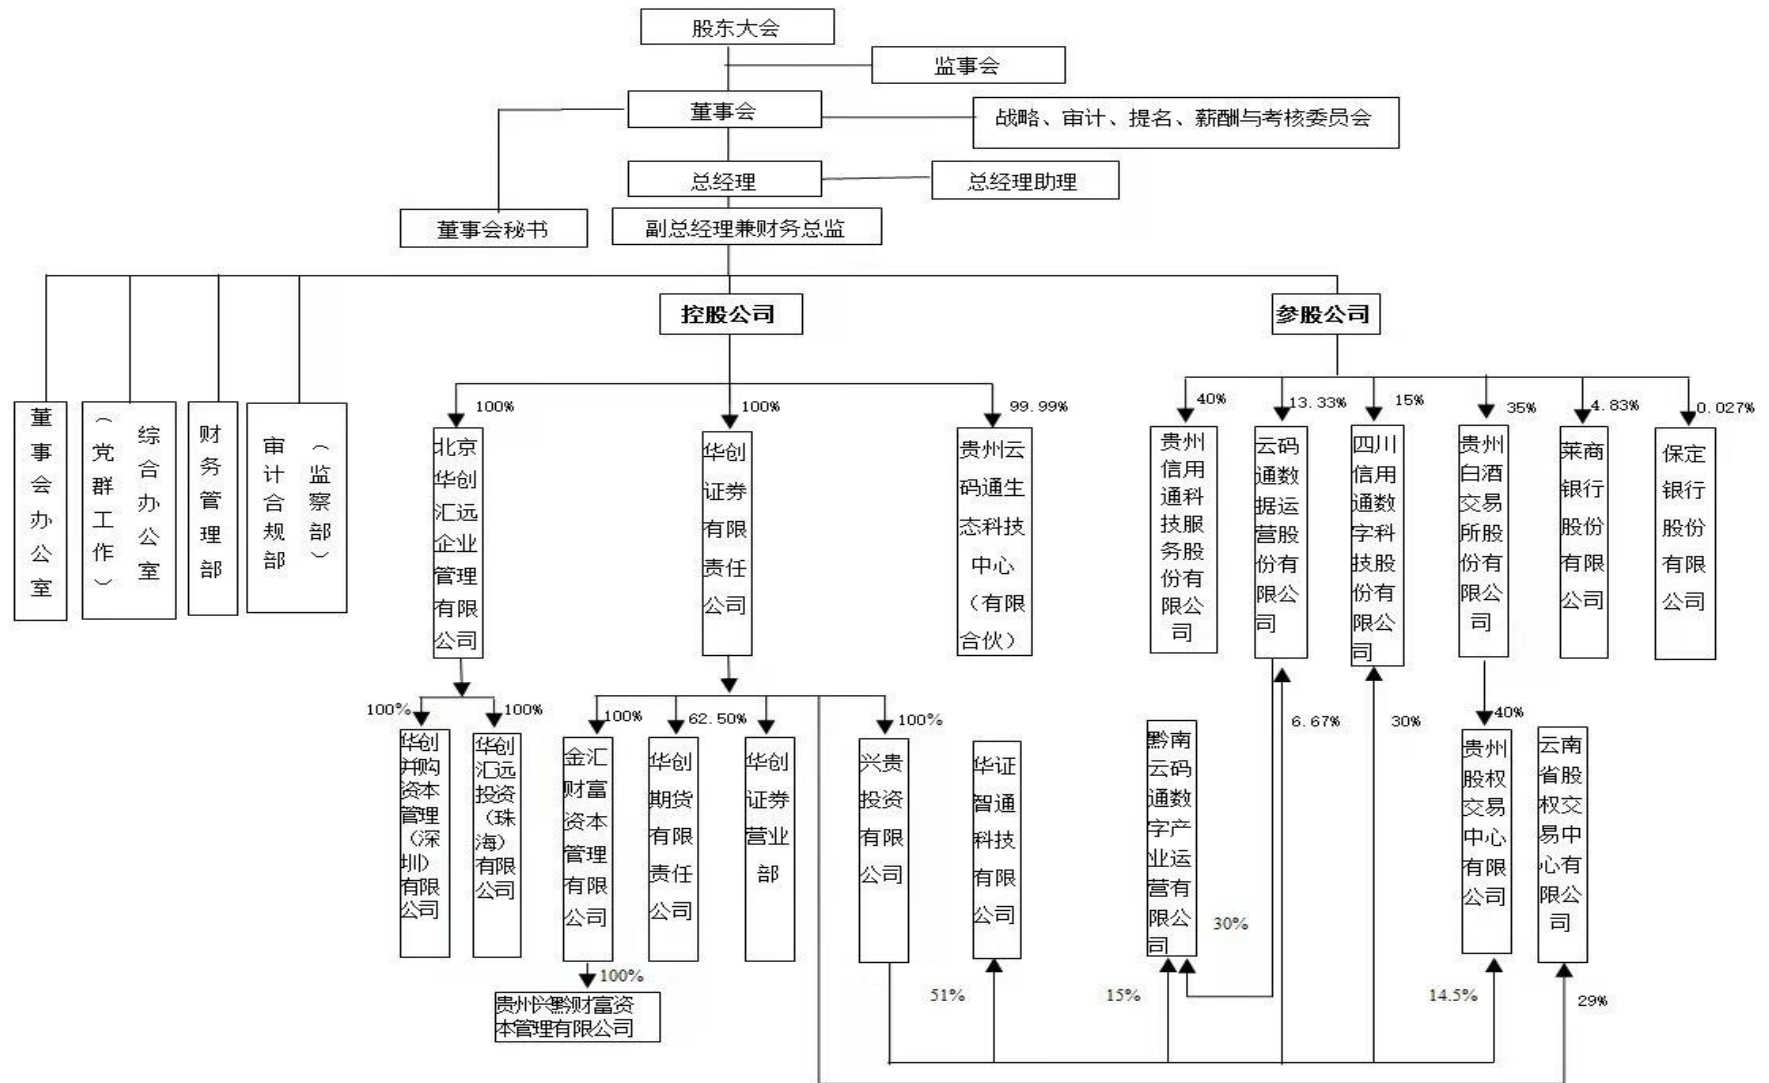 股东大会
监事会
董事会
战略、审计、提名、薪酬与考核委员会
总经理
总经理助理
董事会秘书
副总经理兼财务总监
控股公司
参股公司
董事会办公室
综合办公室
（党群工作）
财务管理部
（监察部）
审计合规部
100%
100%
99.99%
40%
13.33%
15%
35%
4.83%
0.027%
北京
华创
汇远
企业
管理
有限
公司
华创
证券
有限
责任
公司
贵州云
码通生
态科技
中心
（有限
合伙）
贵州
信用
通科
技服
务股
份有
限公
司
云码
通数
据运
营股
份有
限公
司
四川
信用
通数
字科
技股
份有
限公
司
贵州
白酒
交易
所股
份有
限公
司
莱商
银行
股份
有限
公司
保定
银行
股份
有限
公司
100%
100%
100%
62.50%
100%
6.67%
30%
40%
华创
并购
资本
管理
（深
圳）
有限
公司
华创
汇远
投资
（珠
海）
有限
公司
金汇
财富
资本
管理
有限
公司
华创
期货
有限
责任
公司
华创
证券
营业
部
兴贵
投资
有限
公司
华证
智通
科技
有限
公司
黔南
云码
通数
字产
业运
营有
限公
司
贵州
股权
交易
中心
有限
公司
云南
省股
权交
易中
心有
限公
司
30%
100%
51%
15%
14.5%
29%
贵州兴黔财富资
本管理有限公司